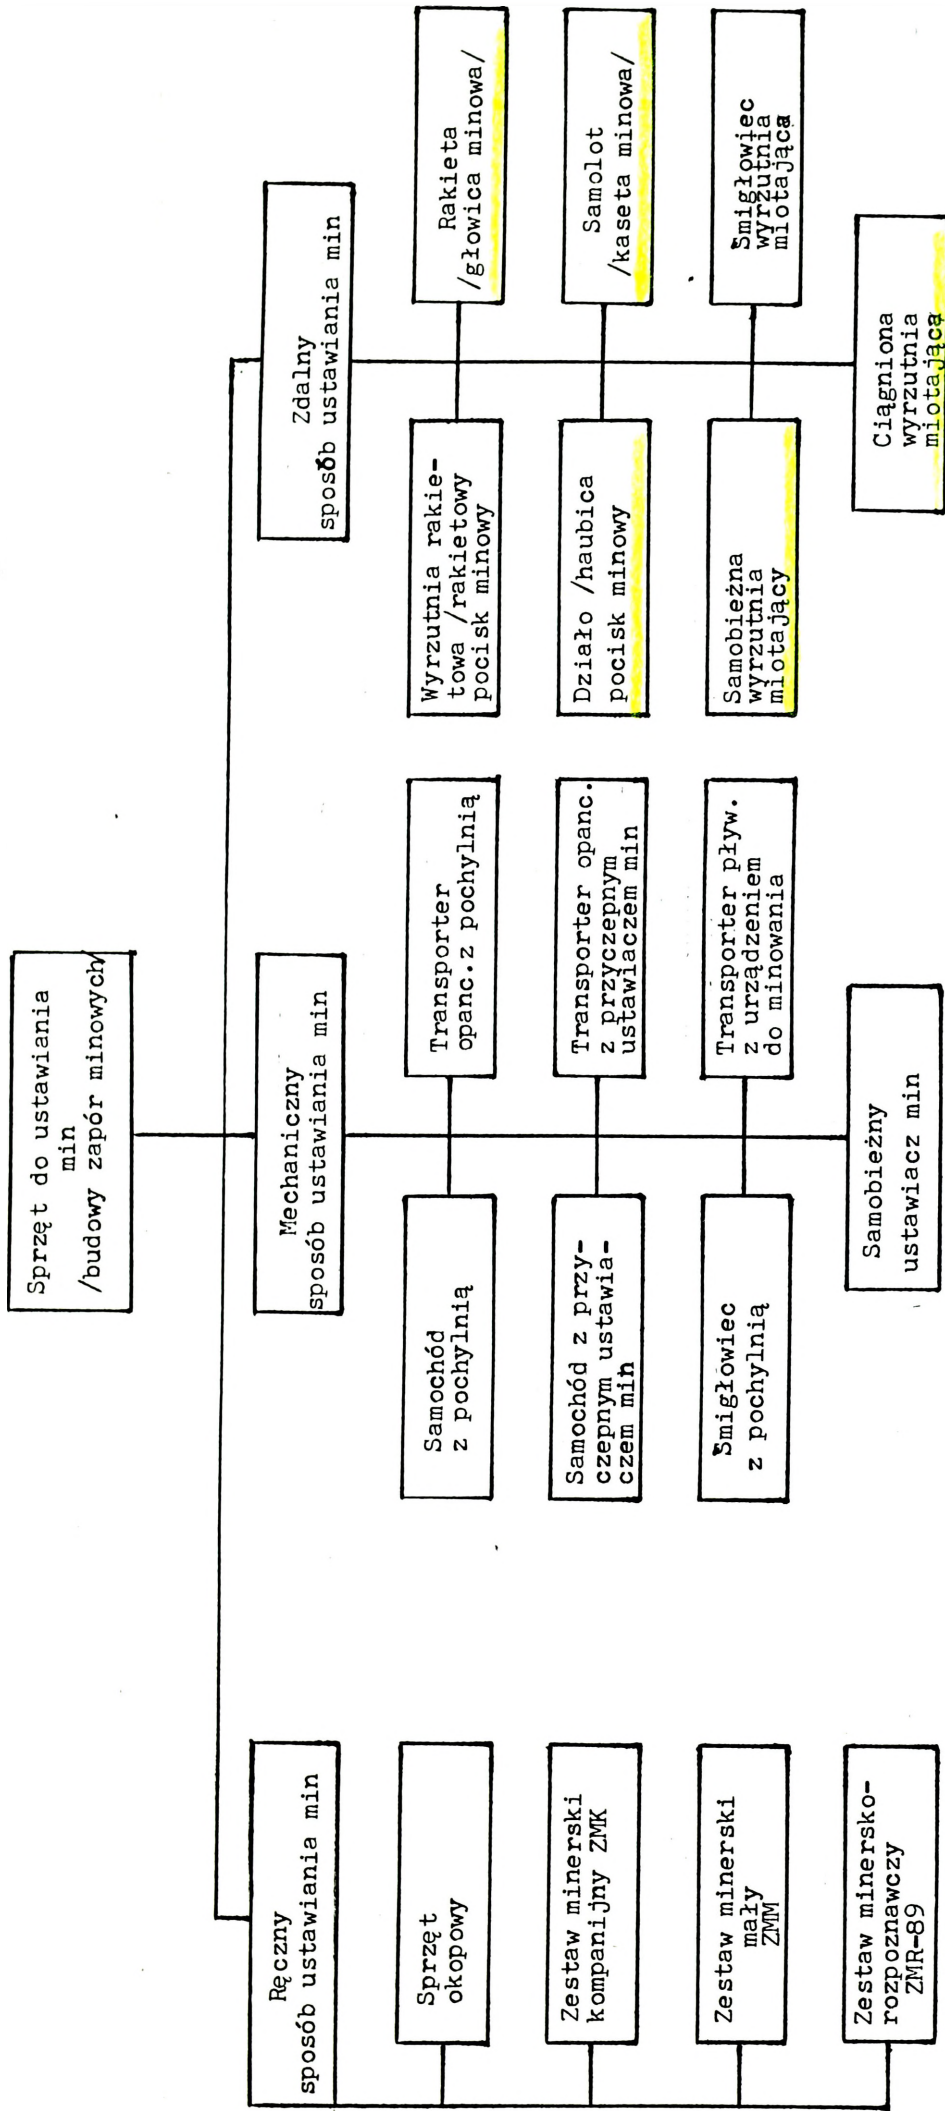 Sprzęt do ustawiania
min
/budowy zapór minowych/
Ręczny
sposób ustawiania min
Sprzęt
okopowy
Zestaw minerski
kompanijny ZMK
Zestaw minerski
mały
ZMM
Zestaw minersko-
rozpoznawczy
ZMR-89
Mechaniczny
sposób ustawiania min
Samochód
z pochylnią
Transporter
opanc.z pochylnią
Samochód z przy-
czepnym ustawia-
czem min
Transporter opanc.
z przyczepnym
ustawiaczem min
Śmigłowiec
z pochylnią
Transporter pływ.
z urządzeniem
do minowania
Samobieżny
ustawiacz min
Zdalny
sposób ustawiania min
Wyrzutnia rakie-
towa /rakietowy
pocisk minowy
Rakieta
/głowica minowa/
Działo /haubica
pocisk minowy
Samolot
/kaseta minowa/
Samobieżna
wyrzutnia
miotający
Śmigłowiec
wyrzutnia
miotająca
Ciągniona
wyrzutnia
miotająca